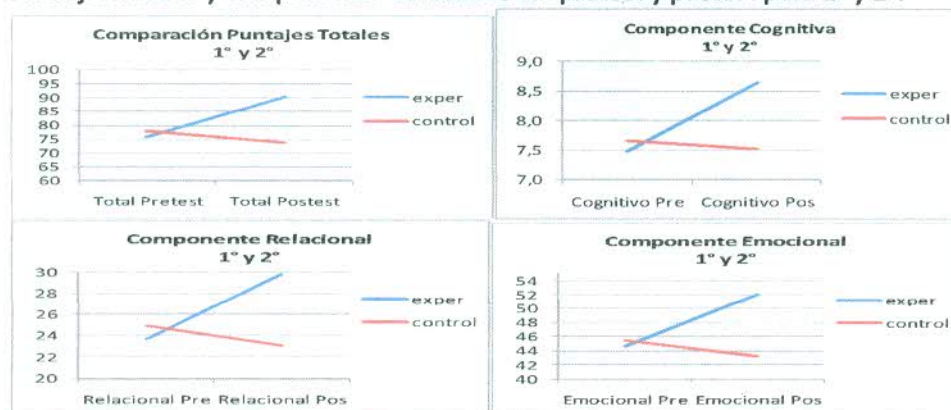 Comparación Puntajes Totales
1° y 2°
100
95
90
85
80
75
70
65
60
exper
control
Total Pretest Total Postest
Componente Cognitiva
1° y 2°
9,0
8,5
8,0
7,5
7,0
exper
control
Cognitivo Pre Cognitivo Pos
Componente Relacional
1° y 2°
30
28
26
24
22
20
exper
control
Relacional Pre Relacional Pos
Componente Emocional
1° y 2°
54
52
50
48
46
44
42
40
exper
control
Emocional Pre Emocional Pos